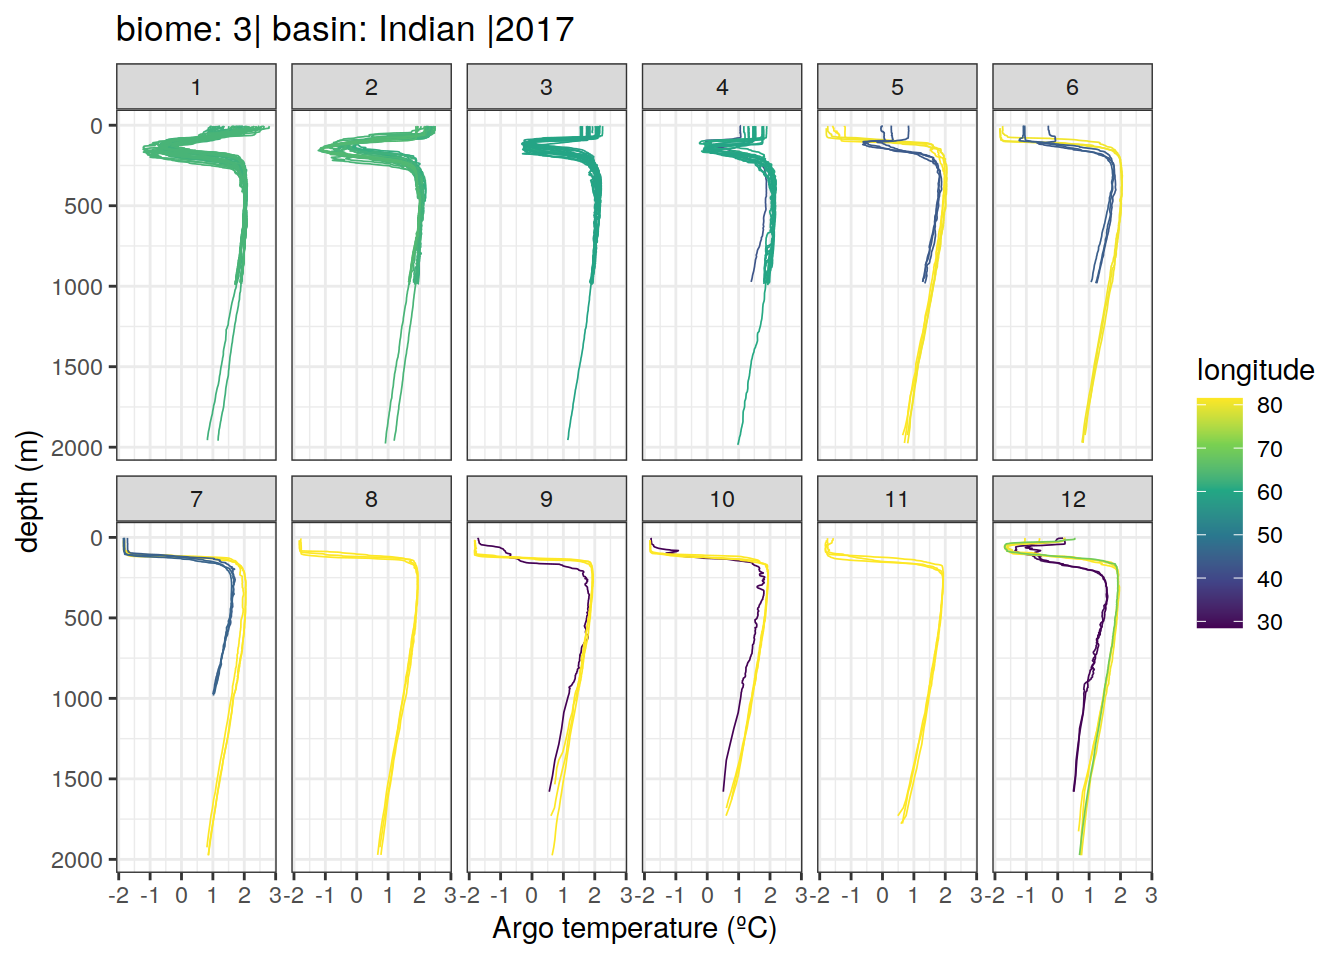 biome: 3| basin: Indian |2017
1 2 3 4 5 6
0
500
1000
1500
2000
7 8 9 10 11 12
0
500
1000
1500
2000
-2 -1 0 1 2 3 -2 -1 0 1 2 3 -2 -1 0 1 2 3 -2 -1 0 1 2 3 -2 -1 0 1 2 3 -2 -1 0 1 2 3
Argo temperature (ºC)
depth (m)
longitude
80
70
60
50
40
30